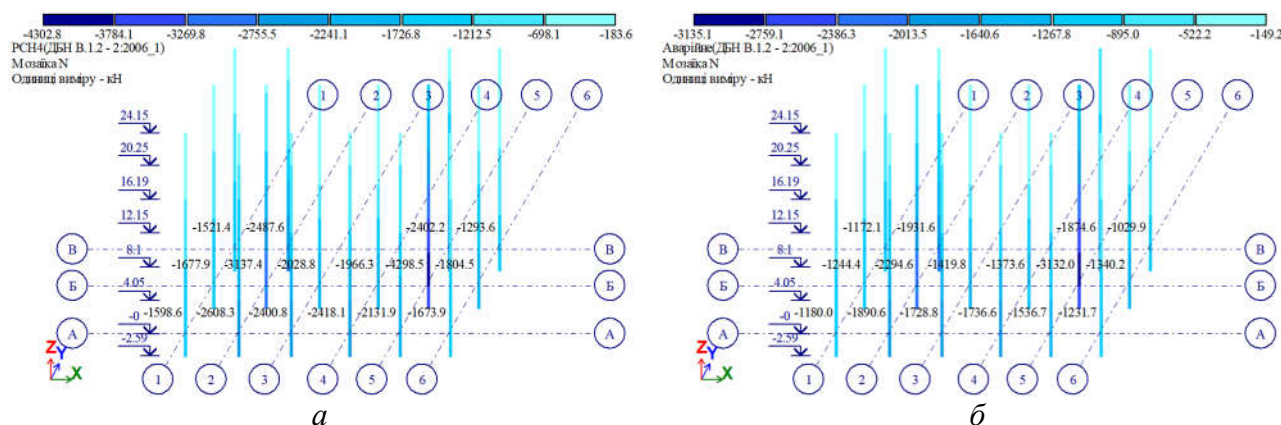 -4302.8 -3784.1 -3269.8 -2755.5 -2241.1 -1726.8 -1212.5 -698.1 -183.6
РСН4(ДБН В.1.2 - 2:2006_1)
Мозаїка N
Одиниці виміру - кН
1 2 3 4 5 6
24.15
20.25
16.19
12.15
-1521.4 -2487.6 -2402.2 -1293.6
В 8.1 В
-1677.9 -3137.4 -2028.8 -1966.3 -4298.5 -1804.5
Б 4.05 Б
-1598.6 -2608.3 -2400.8 -2418.1 -2131.9 -1673.9
-0
А А
-2.59
Z Y X
1 2 3 4 5 6
а
-3135.1 -2759.1 -2386.3 -2013.5 -1640.6 -1267.8 -895.0 -522.2 -149.2
Аварійне(ДБН В.1.2 - 2:2006_1)
Мозаїка N
Одиниці виміру - кН
1 2 3 4 5 6
24.15
20.25
16.19
12.15
-1172.1 -1931.6 -1874.6 -1029.9
В 8.1 В
-1244.4 -2294.6 -1419.8 -1373.6 -3132.0 -1340.2
Б 4.05 Б
-1180.0 -1890.6 -1728.8 -1736.6 -1536.7 -1231.7
-0
А А
-2.59
Z Y X
1 2 3 4 5 6
б